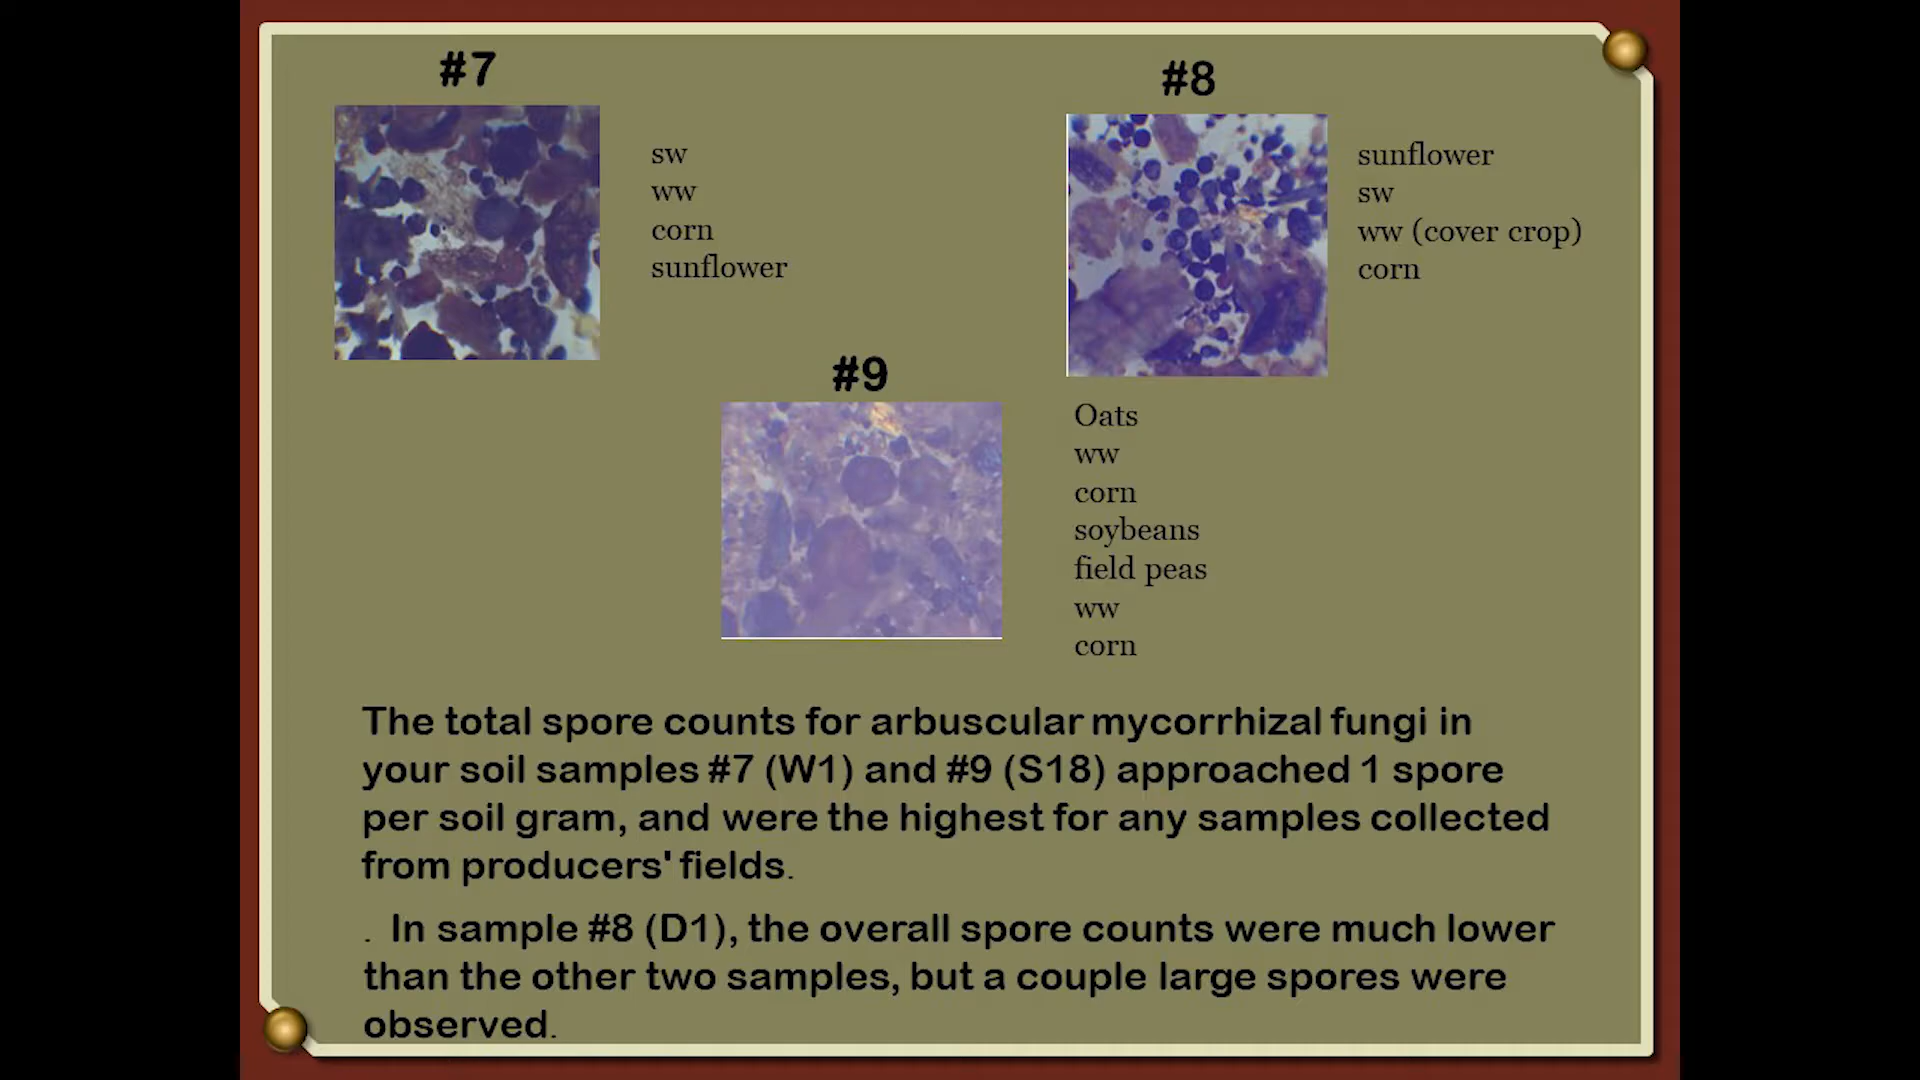 #7
sw
ww
corn
sunflower
#8
sunflower
sw
ww (cover crop)
corn
#9
Oats
ww
corn
soybeans
field peas
ww
corn
The total spore counts for arbuscular mycorrhizal fungi in
your soil samples #7 (W1) and #9 (S18) approached 1 spore
per soil gram, and were the highest for any samples collected
from producers' fields.
. In sample #8 (D1), the overall spore counts were much lower
than the other two samples, but a couple large spores were
observed.